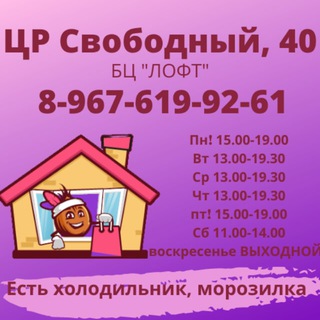 ЦР Свободный, 40
БЦ "ЛОФТ"
8-967-619-92-61
Пн! 15.00-19.00
Вт 13.00-19.30
Ср 13.00-19.30
Чт 13.00-19.30
пт! 15.00-19.00
Сб 11.00-14.00
воскресенье ВЫХОДНОЙ
Есть холодильник, морозилка